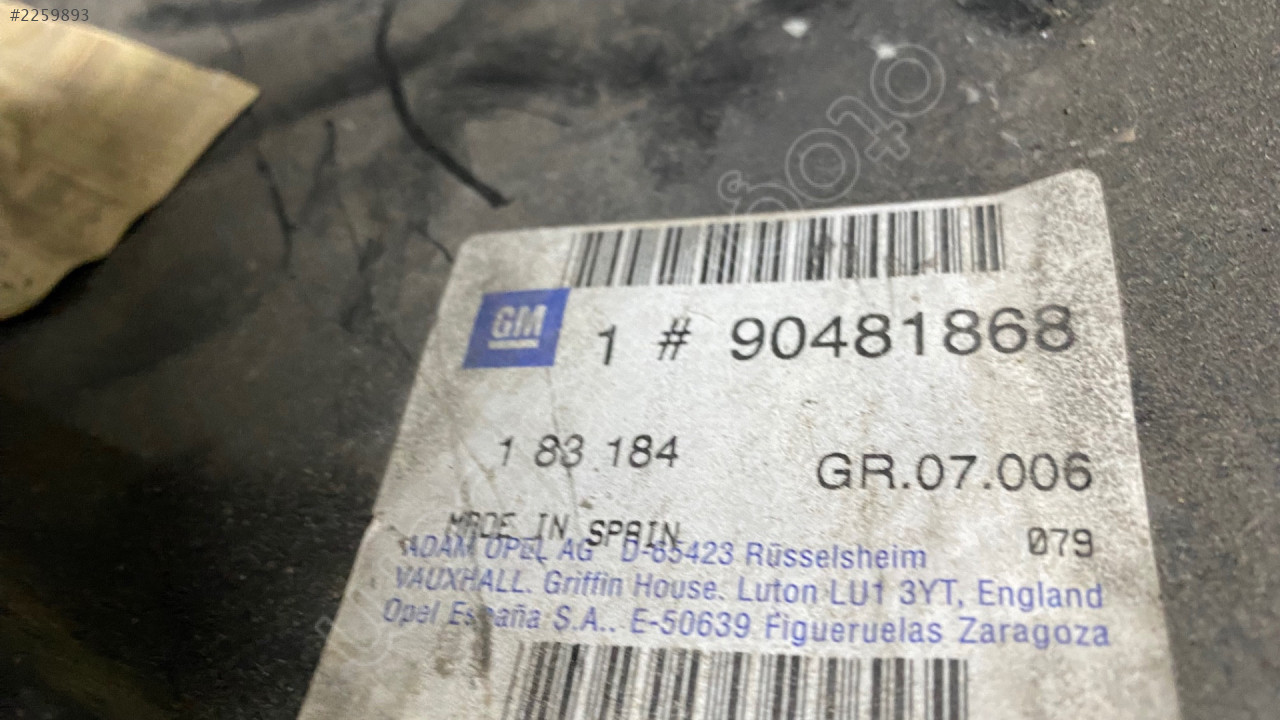 #2259893
GM
1 # 90481868
1 83 184
GR.07.006
MADE IN SPAIN
079
ADAM OPEL AG D-65423 Rüsselsheim
VAUXHALL. Griffin House. Luton LU1 3YT, England
Opel España S.A.. E-50639 Figueruelas Zaragoza